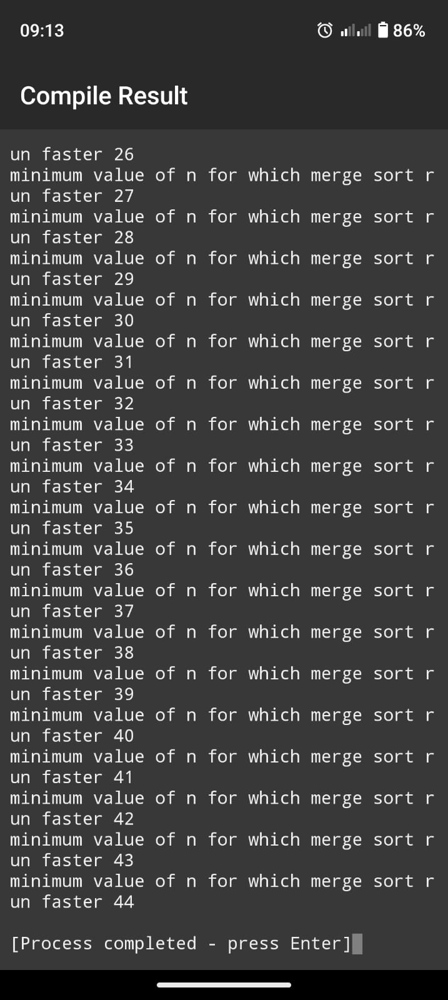 09:13 86%
Compile Result
un faster 26
minimum value of n for which merge sort r
un faster 27
minimum value of n for which merge sort r
un faster 28
minimum value of n for which merge sort r
un faster 29
minimum value of n for which merge sort r
un faster 30
minimum value of n for which merge sort r
un faster 31
minimum value of n for which merge sort r
un faster 32
minimum value of n for which merge sort r
un faster 33
minimum value of n for which merge sort r
un faster 34
minimum value of n for which merge sort r
un faster 35
minimum value of n for which merge sort r
un faster 36
minimum value of n for which merge sort r
un faster 37
minimum value of n for which merge sort r
un faster 38
minimum value of n for which merge sort r
un faster 39
minimum value of n for which merge sort r
un faster 40
minimum value of n for which merge sort r
un faster 41
minimum value of n for which merge sort r
un faster 42
minimum value of n for which merge sort r
un faster 43
minimum value of n for which merge sort r
un faster 44
[Process completed - press Enter]